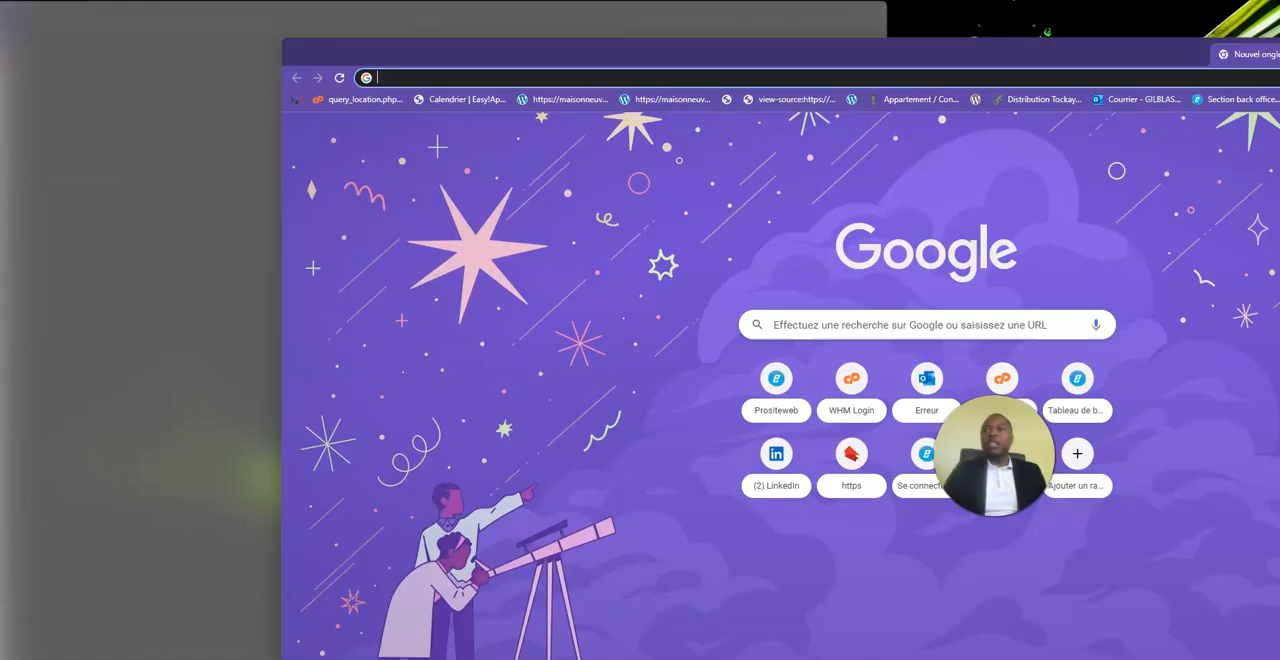 Nouvel ongle
query_location.php...
Calendrier | Easy!Ap...
https://maisonneuv...
https://maisonneuv...
view-source:https://...
Appartement / Con...
Distribution Tockay...
Courrier - GILBLAS...
Section back office...
Google
Effectuez une recherche sur Google ou saisissez une URL
Prositeweb
WHM Login
Erreur
Tableau de b...
(2) LinkedIn
https
Se connect
Ajouter un ra...